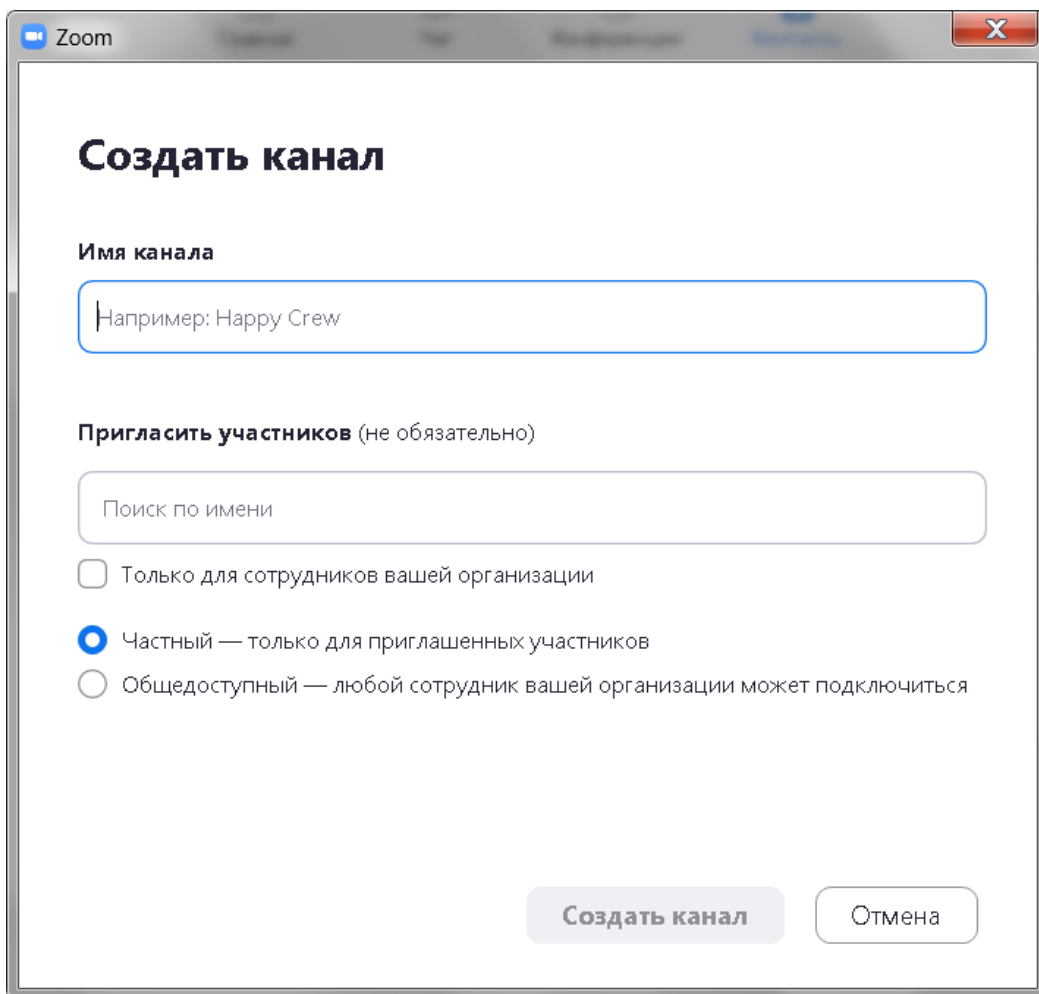 Zoom
Создать канал
Имя канала
Например: Happy Crew
Пригласить участников (не обязательно)
Поиск по имени
Только для сотрудников вашей организации
Частный — только для приглашенных участников
Общедоступный — любой сотрудник вашей организации может подключиться
Создать канал
Отмена